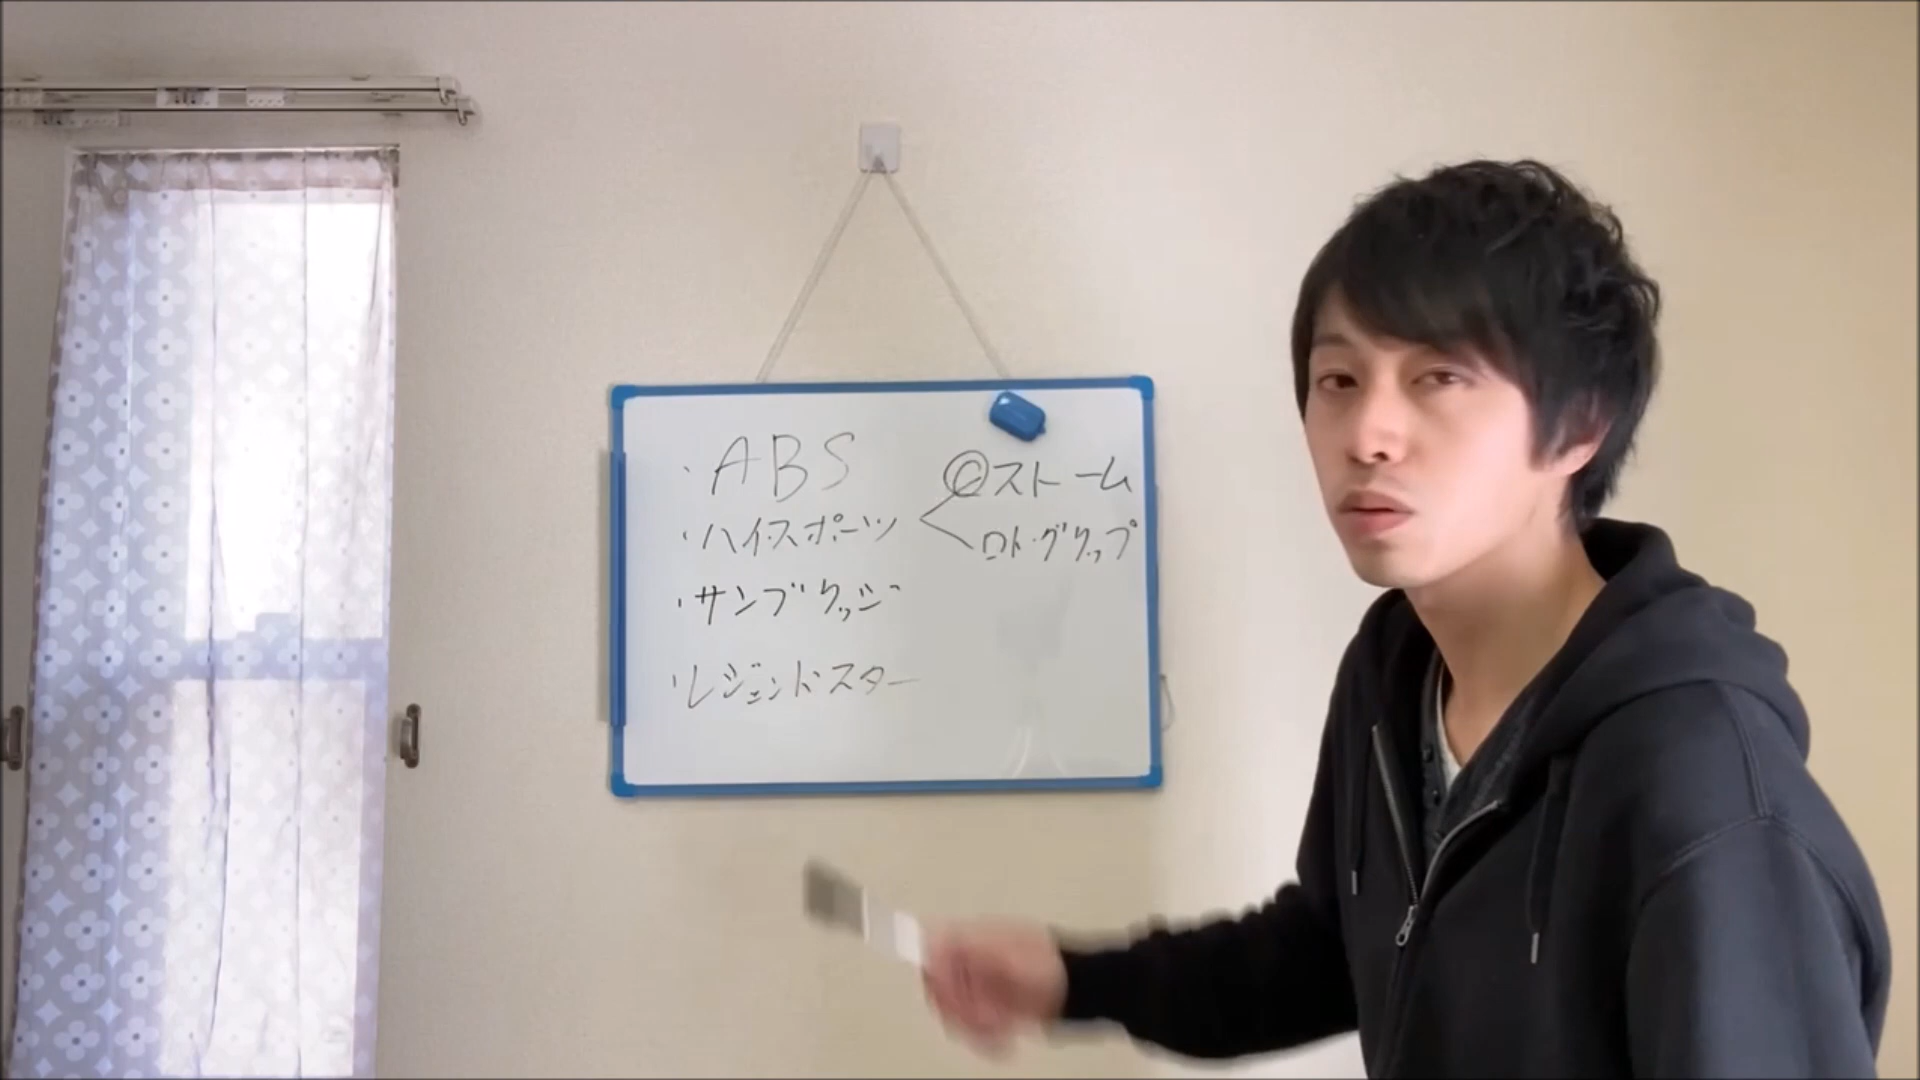 ・ABS
・ハイ・スポーツ
◎ストーム
ロト・グリップ
・サンブリッジ
・レジェンドスター